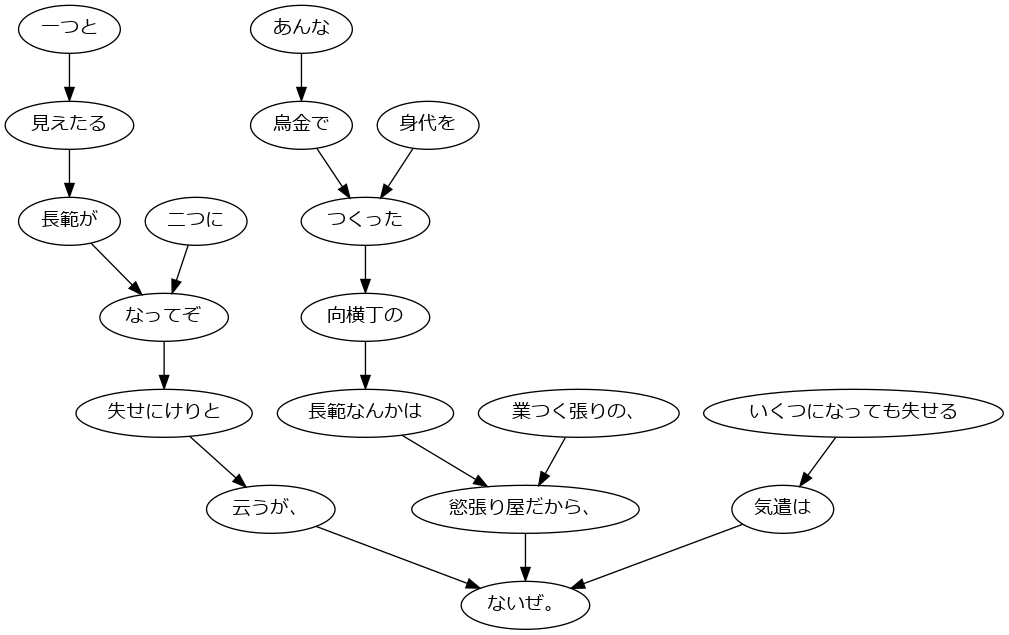 一つと
あんな
見えたる
烏金で
身代を
長範が
二つに
つくった
なってぞ
向横丁の
失せにけりと
長範なんかは
業つく張りの、
いくつになっても失せる
云うが、
慾張り屋だから、
気遣は
ないぜ。